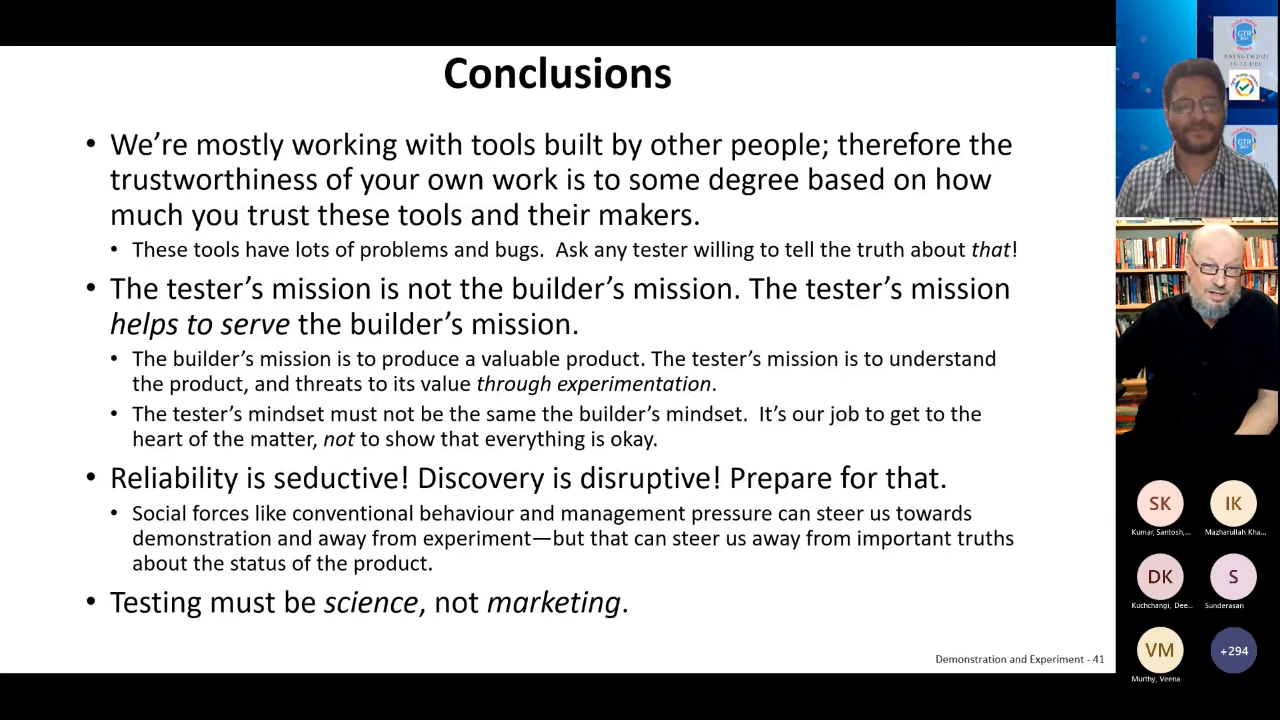 Conclusions
• We’re mostly working with tools built by other people; therefore the
trustworthiness of your own work is to some degree based on how
much you trust these tools and their makers.
• These tools have lots of problems and bugs.  Ask any tester willing to tell the truth about that!
• The tester’s mission is not the builder’s mission. The tester’s mission
helps to serve the builder’s mission.
• The builder’s mission is to produce a valuable product. The tester’s mission is to understand
the product, and threats to its value through experimentation.
• The tester’s mindset must not be the same the builder’s mindset.  It’s our job to get to the
heart of the matter, not to show that everything is okay.
• Reliability is seductive! Discovery is disruptive! Prepare for that.
• Social forces like conventional behaviour and management pressure can steer us towards
demonstration and away from experiment—but that can steer us away from important truths
about the status of the product.
• Testing must be science, not marketing.
Demonstration and Experiment - 41
GTR
GTR
SK
IK
Kumar, Santosh,...
Mazharullah Kha...
DK
S
Kuchchangi, Dee...
Sunderasan
VM
+294
Murthy, Veena